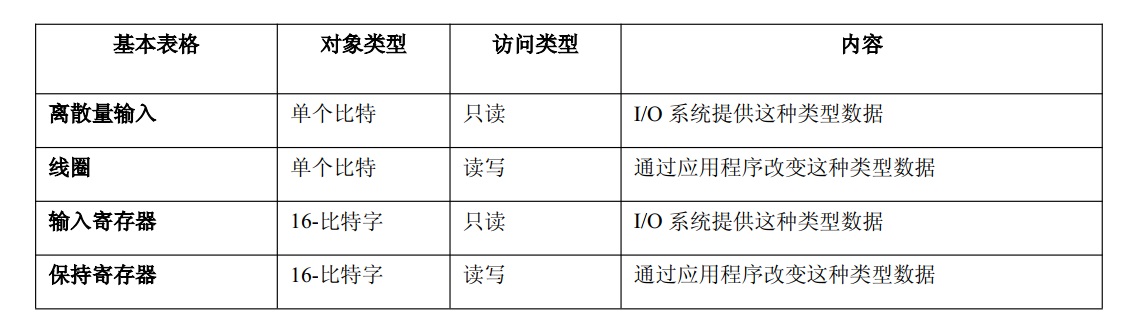 基本表格 对象类型 访问类型 内容
离散量输入 单个比特 只读 I/O 系统提供这种类型数据
线圈 单个比特 读写 通过应用程序改变这种类型数据
输入寄存器 16-比特字 只读 I/O 系统提供这种类型数据
保持寄存器 16-比特字 读写 通过应用程序改变这种类型数据